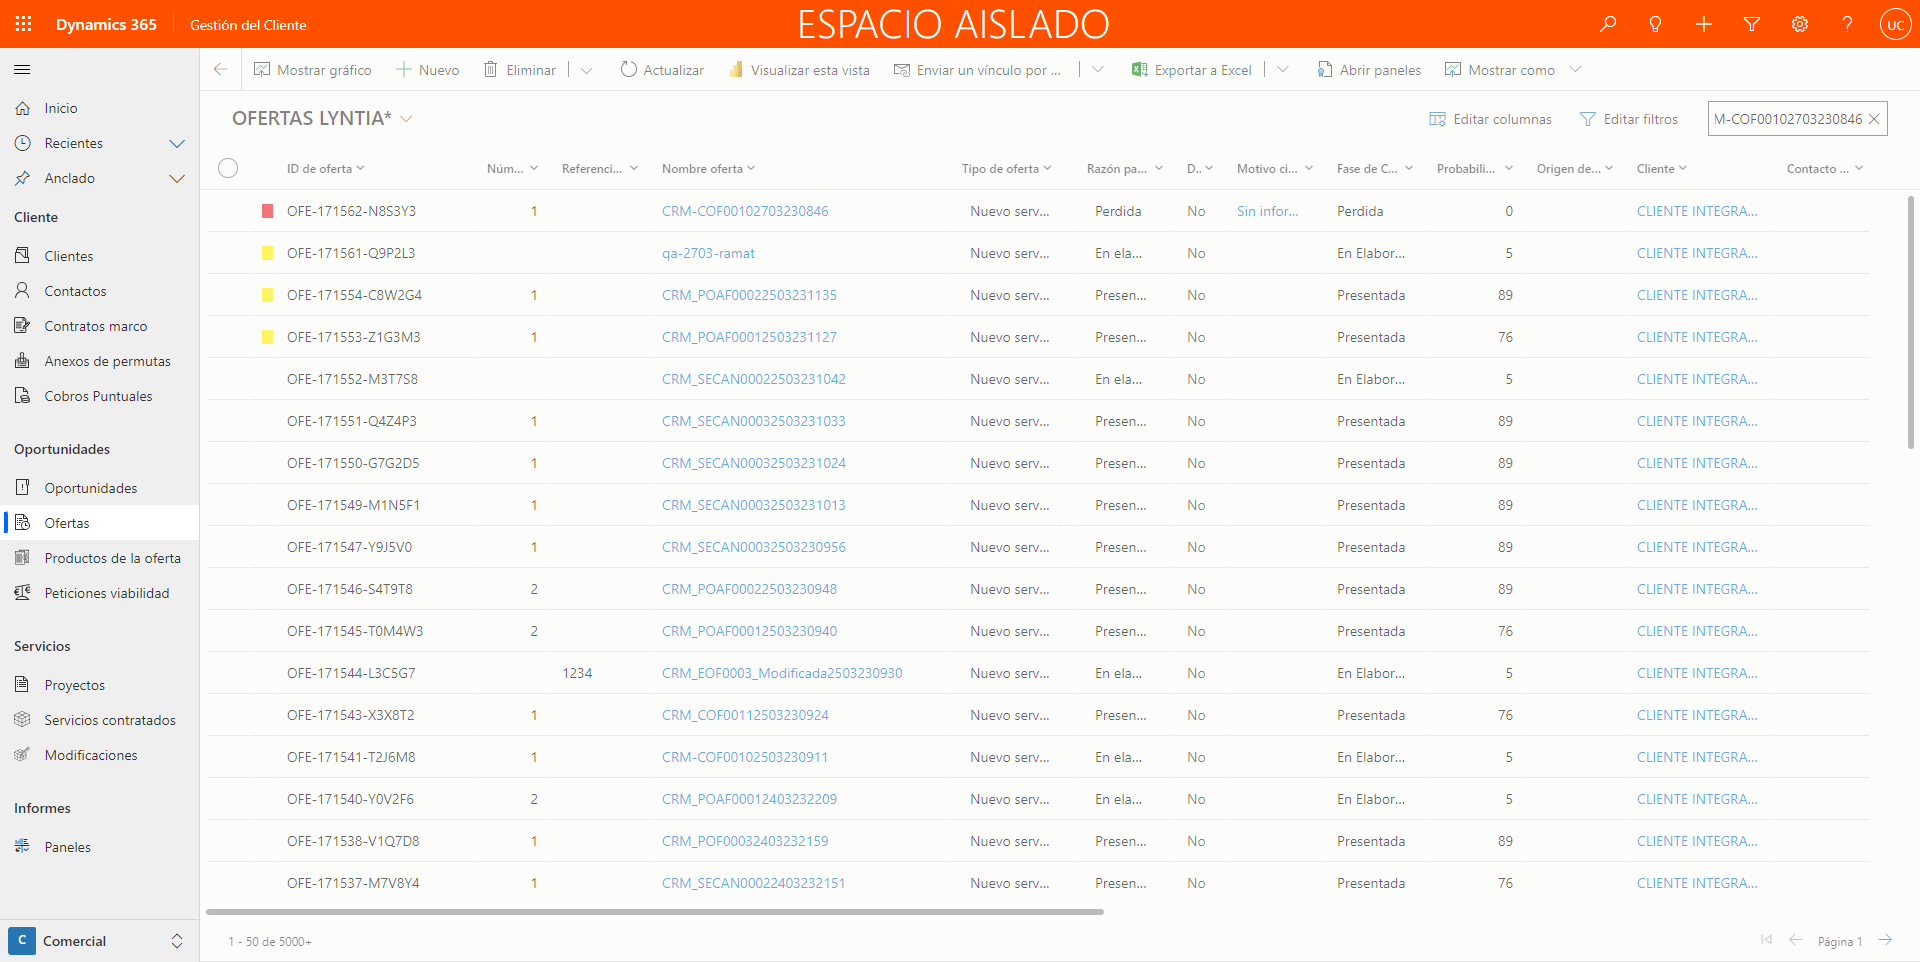 Dynamics 365 Gestión del Cliente ESPACIO AISLADO UC
Mostrar gráfico Nuevo Eliminar Actualizar Visualizar esta vista Enviar un vínculo por ... Exportar a Excel Abrir paneles Mostrar como
Inicio
Recientes
Anclado
Cliente
Clientes
Contactos
Contratos marco
Anexos de permutas
Cobros Puntuales
Oportunidades
Oportunidades
Ofertas
Productos de la oferta
Peticiones viabilidad
Servicios
Proyectos
Servicios contratados
Modificaciones
Informes
Paneles
C Comercial
OFERTAS LYNTIA* Editar columnas Editar filtros M-COF00102703230846
ID de oferta Núm... Referenci... Nombre oferta Tipo de oferta Razón pa... D.. Motivo ci... Fase de C... Probabili... Origen de... Cliente Contacto ...
OFE-171562-N8S3Y3 1 CRM-COF00102703230846 Nuevo serv... Perdida No Sin infor... Perdida 0 CLIENTE INTEGRA...
OFE-171561-Q9P2L3 qa-2703-ramat Nuevo serv... En ela... No En Elabor... 5 CLIENTE INTEGRA...
OFE-171554-C8W2G4 1 CRM_POAF00022503231135 Nuevo serv... Presen... No Presentada 89 CLIENTE INTEGRA...
OFE-171553-Z1G3M3 1 CRM_POAF00012503231127 Nuevo serv... Presen... No Presentada 76 CLIENTE INTEGRA...
OFE-171552-M3T7S8 CRM_SECAN00022503231042 Nuevo serv... En ela... No En Elabor... 5 CLIENTE INTEGRA...
OFE-171551-Q4Z4P3 1 CRM_SECAN00032503231033 Nuevo serv... Presen... No Presentada 89 CLIENTE INTEGRA...
OFE-171550-G7G2D5 1 CRM_SECAN00032503231024 Nuevo serv... Presen... No Presentada 89 CLIENTE INTEGRA...
OFE-171549-M1N5F1 1 CRM_SECAN00032503231013 Nuevo serv... Presen... No Presentada 89 CLIENTE INTEGRA...
OFE-171547-Y9J5V0 1 CRM_SECAN00032503230956 Nuevo serv... Presen... No Presentada 89 CLIENTE INTEGRA...
OFE-171546-S4T9T8 2 CRM_POAF00022503230948 Nuevo serv... Presen... No Presentada 89 CLIENTE INTEGRA...
OFE-171545-T0M4W3 2 CRM_POAF00012503230940 Nuevo serv... Presen... No Presentada 76 CLIENTE INTEGRA...
OFE-171544-L3C5G7 1234 CRM_EOF0003_Modificada2503230930 Nuevo serv... En ela... No En Elabor... 5 CLIENTE INTEGRA...
OFE-171543-X3X8T2 1 CRM_COF00112503230924 Nuevo serv... Presen... No Presentada 76 CLIENTE INTEGRA...
OFE-171541-T2J6M8 1 CRM-COF00102503230911 Nuevo serv... En ela... No En Elabor... 5 CLIENTE INTEGRA...
OFE-171540-Y0V2F6 2 CRM_POAF00012403232209 Nuevo serv... En ela... No En Elabor... 5 CLIENTE INTEGRA...
OFE-171538-V1Q7D8 1 CRM_POF00032403232159 Nuevo serv... Presen... No Presentada 89 CLIENTE INTEGRA...
OFE-171537-M7V8Y4 1 CRM_SECAN00022403232151 Nuevo serv... Presen... No Presentada 76 CLIENTE INTEGRA...
1 - 50 de 5000+ Página 1